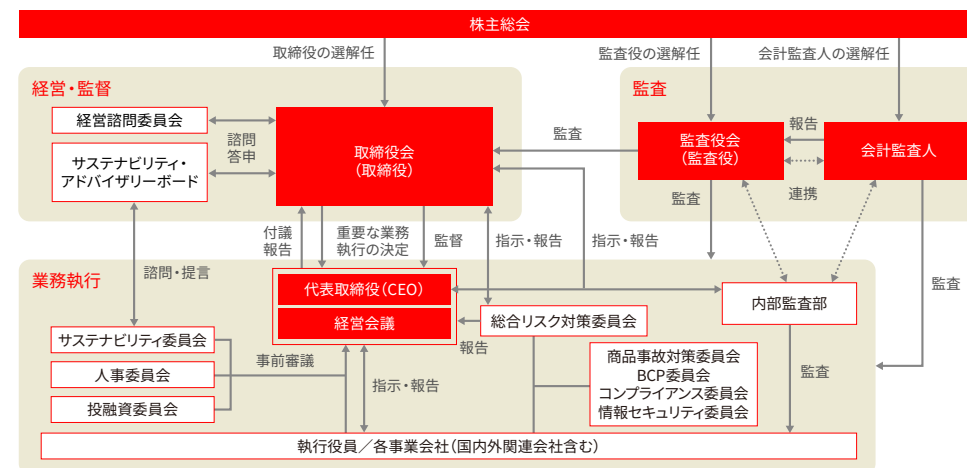 株主総会
取締役の選解任
監査役の選解任
会計監査人の選解任
経営・監督
監査
経営諮問委員会
諮問
答申
サステナビリティ・
アドバイザリーボード
取締役会
(取締役)
監査
監査役会
(監査役)
報告
連携
会計監査人
監査
付議
報告
重要な業務
執行の決定
監督
指示・報告
指示・報告
諮問・提言
業務執行
代表取締役(CEO)
経営会議
総合リスク対策委員会
報告
内部監査部
監査
サステナビリティ委員会
人事委員会
投融資委員会
事前審議
指示・報告
商品事故対策委員会
BCP委員会
コンプライアンス委員会
情報セキュリティ委員会
監査
執行役員/各事業会社(国内外関連会社含む)